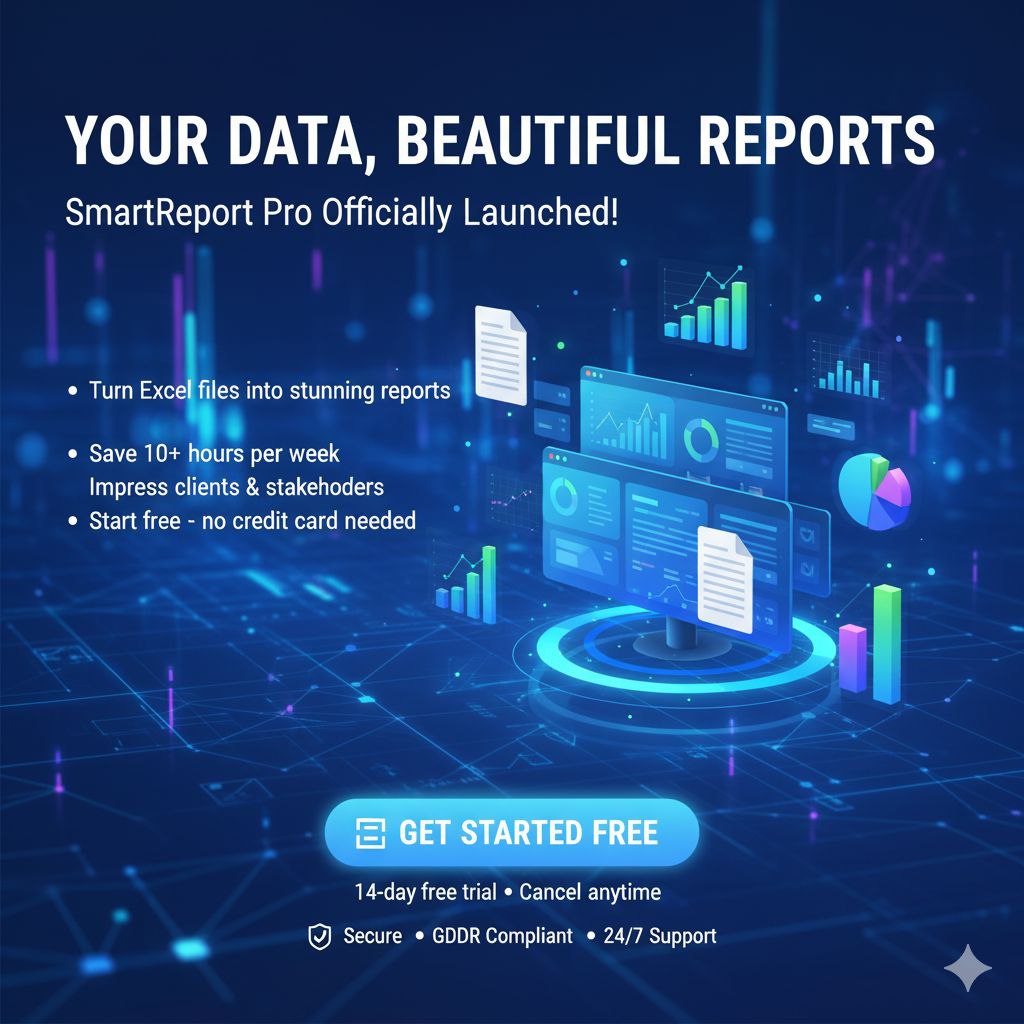 YOUR DATA, BEAUTIFUL REPORTS
SmartReport Pro Officially Launched!
• Turn Excel files into stunning reports
• Save 10+ hours per week
Impress clients & stakehoders
• Start free - no credit card needed
GET STARTED FREE
14-day free trial • Cancel anytime
Secure • GDDR Compliant • 24/7 Support